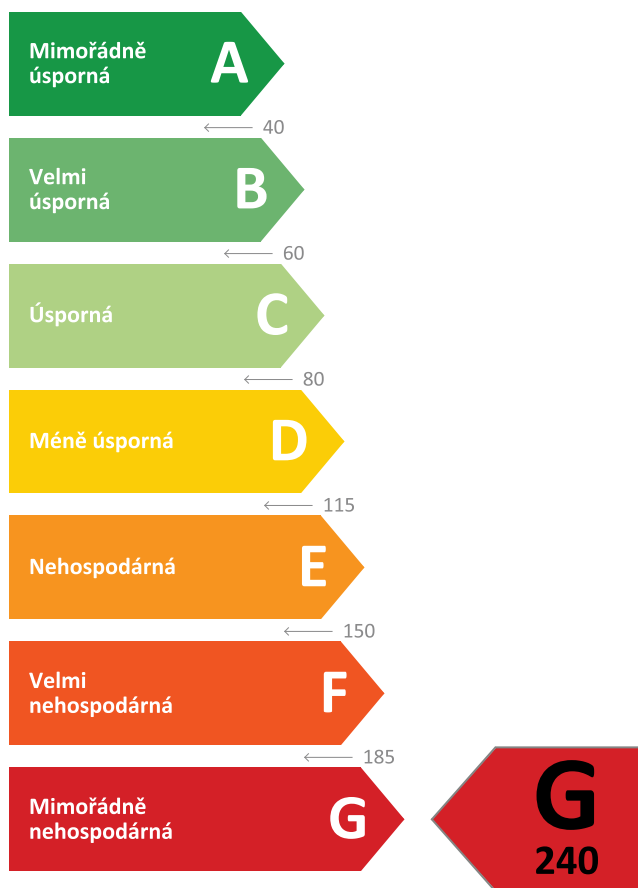 Mimořádně
úsporná
A
40
Velmi
úsporná
B
60
Úsporná
C
80
Méně úsporná
D
115
Nehospodárná
E
150
Velmi
nehospodárná
F
185
Mimořádně
nehospodárná
G
G
240